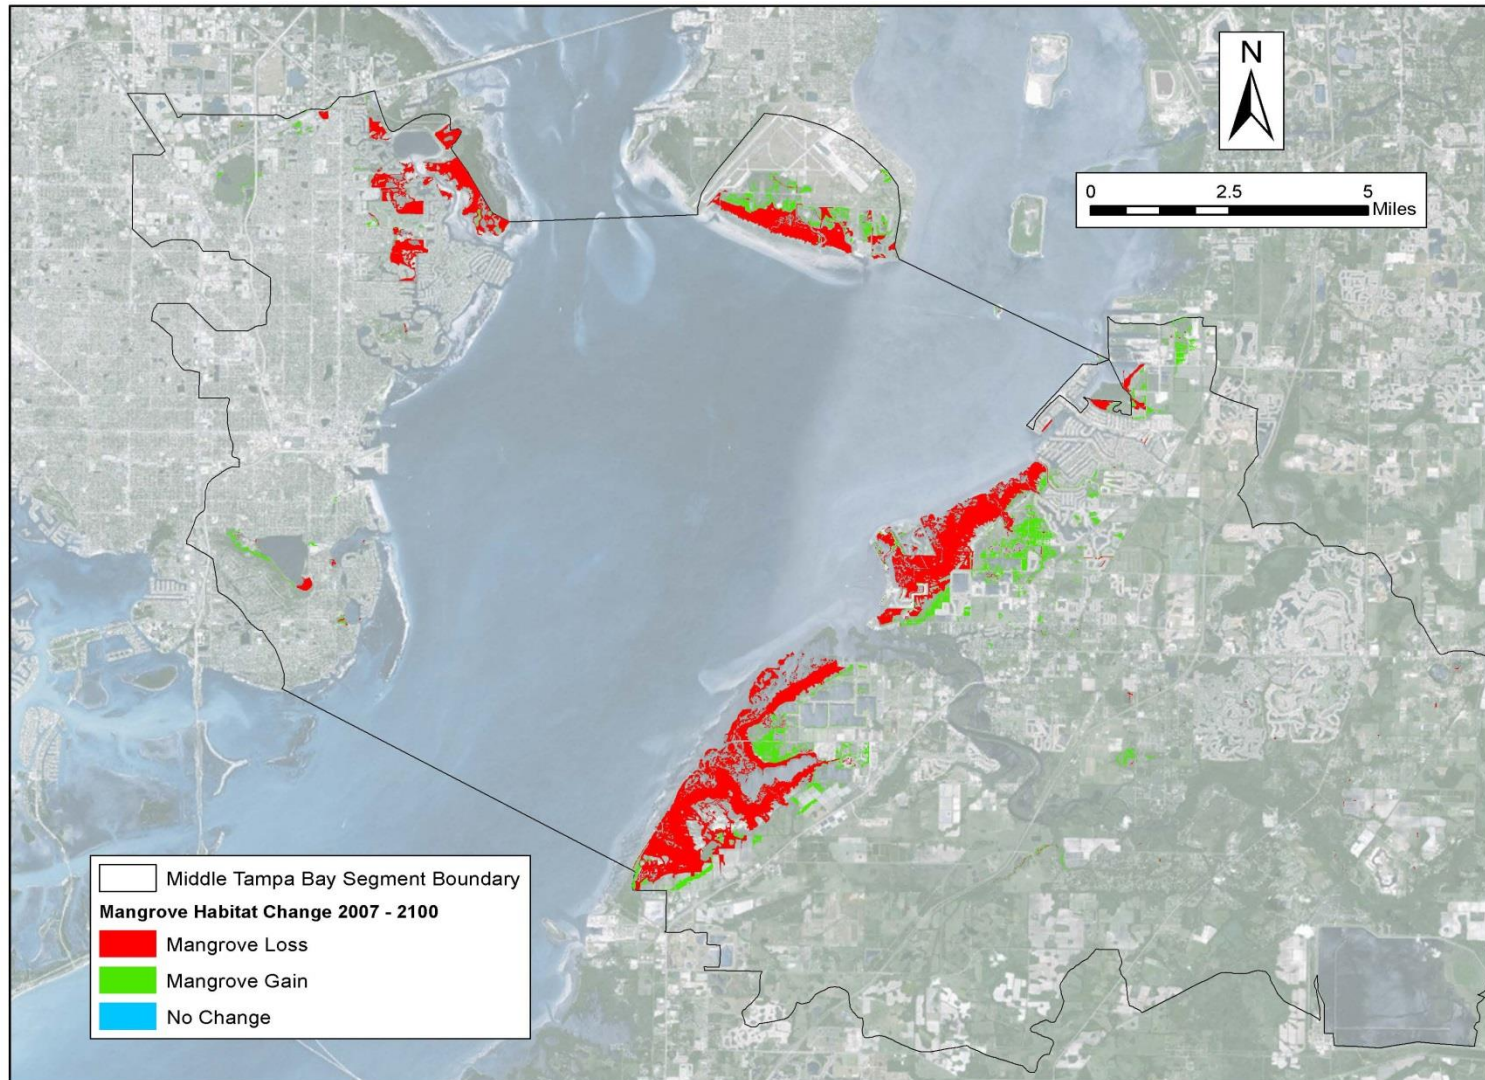 N
0 2.5 5
Miles
Middle Tampa Bay Segment Boundary
Mangrove Habitat Change 2007 - 2100
Mangrove Loss
Mangrove Gain
No Change